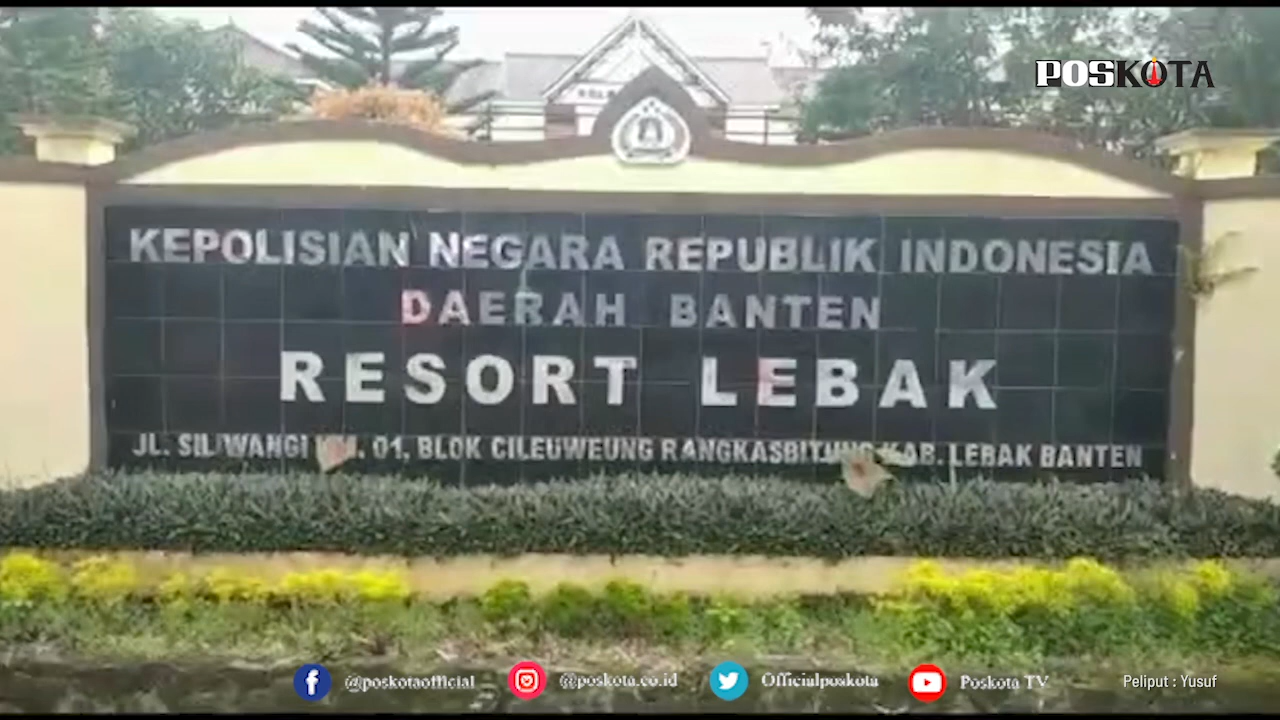 POSKOTA
KEPOLISIAN NEGARA REPUBLIK INDONESIA
DAERAH BANTEN
RESORT LEBAK
JL. SILIWANGI KM. 01, BLOK CILEUWEUNG RANGKASBITUNG KAB. LEBAK BANTEN
@poskotaofficial
@poskota.co.id
Officialposkota
Poskota TV
Peliput : Yusuf